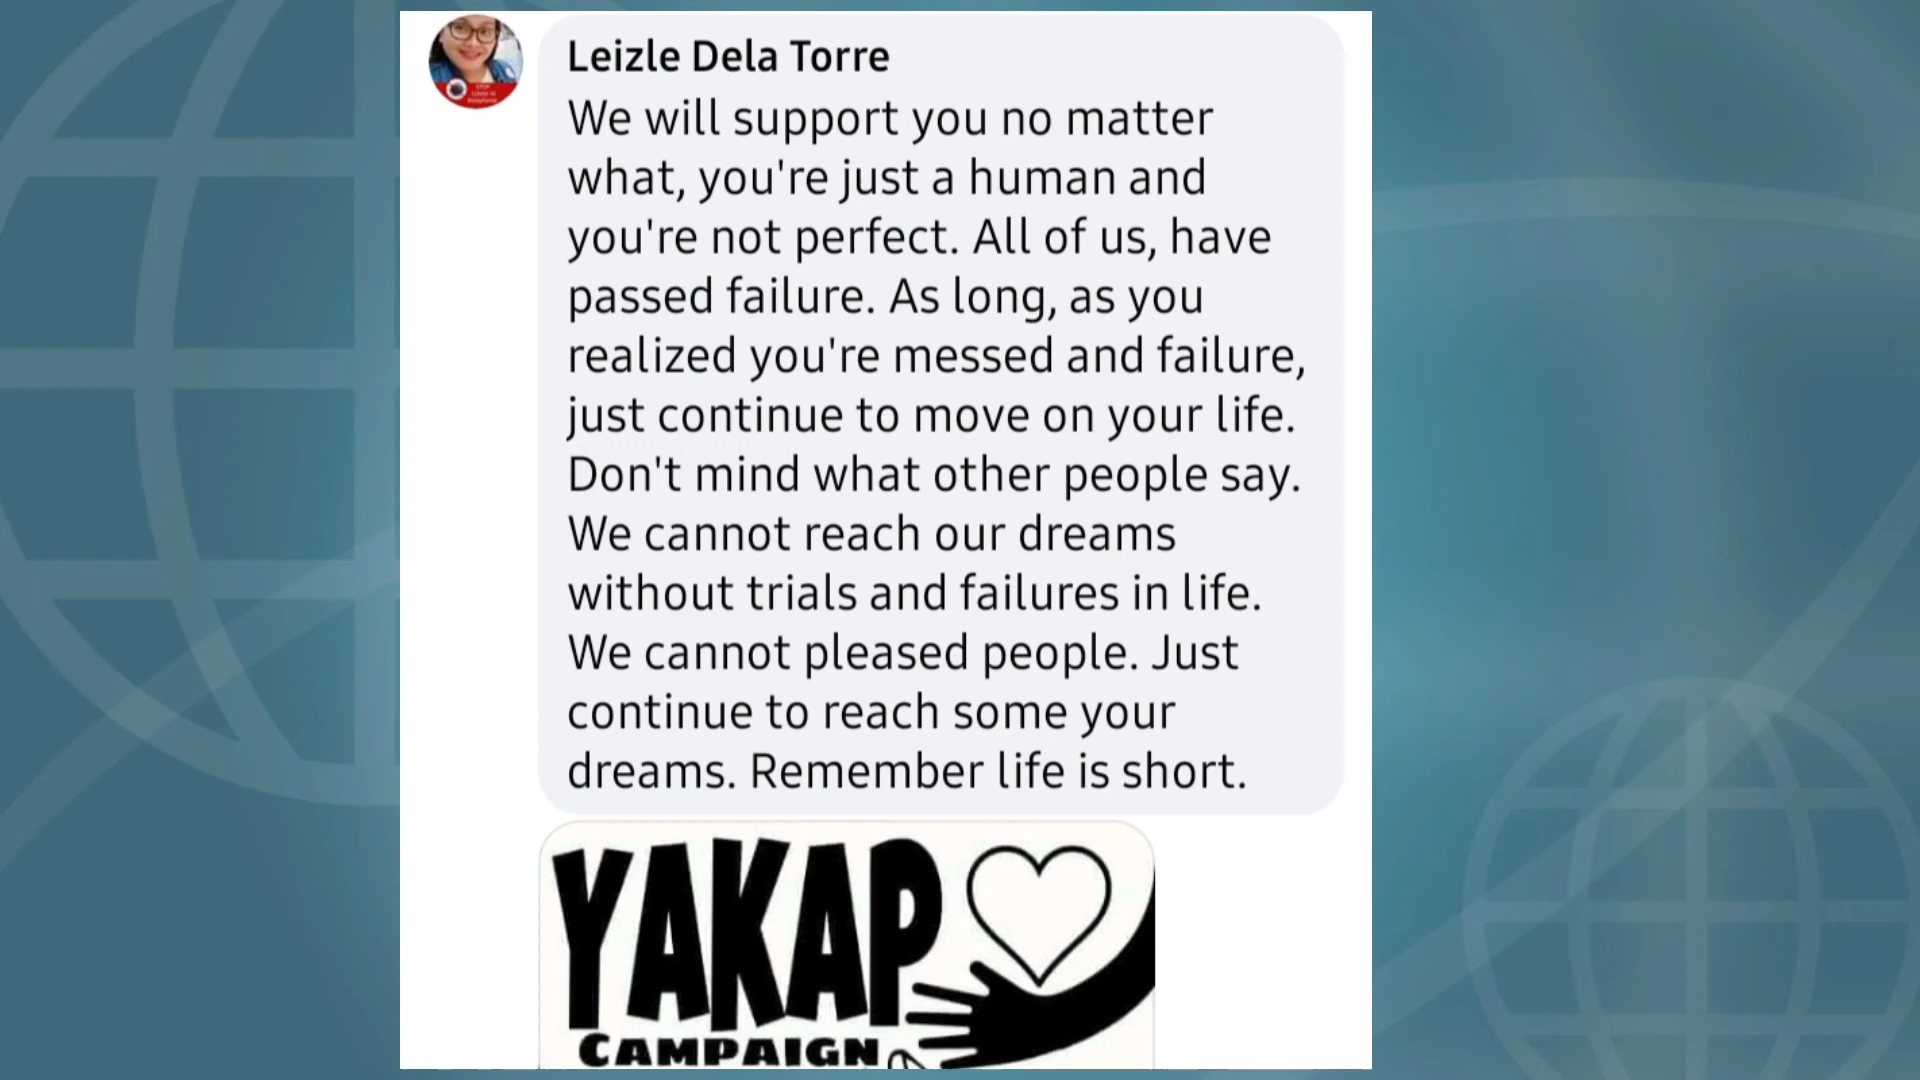 Leizle Dela Torre
We will support you no matter
what, you're just a human and
you're not perfect. All of us, have
passed failure. As long, as you
realized you're messed and failure,
just continue to move on your life.
Don't mind what other people say.
We cannot reach our dreams
without trials and failures in life.
We cannot pleased people. Just
continue to reach some your
dreams. Remember life is short.
YAKAP
CAMPAIGN